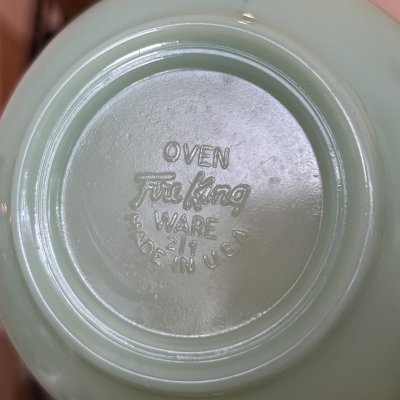 OVEN
Fire King
WARE
21
MADE IN U.S.A.